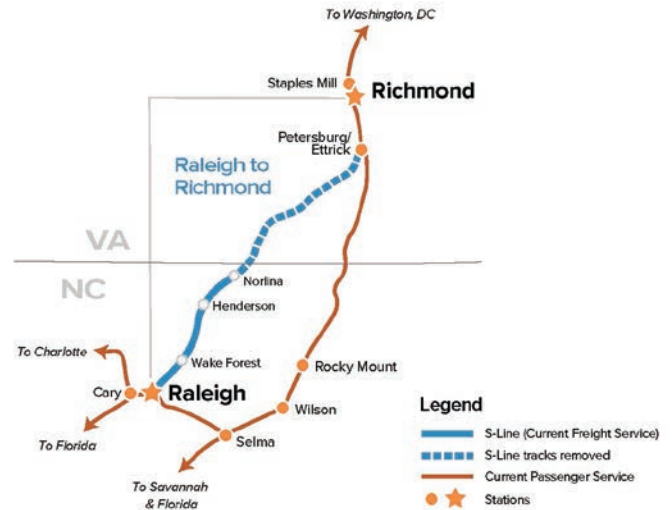 To Washington, DC
Staples Mill
Richmond
Petersburg/
Ettrick
Raleigh to
Richmond
VA
NC
Norlina
Henderson
To Charlotte
Wake Forest
Rocky Mount
Cary
Raleigh
Wilson
To Florida
Selma
To Savannah
& Florida
Legend
S-Line (Current Freight Service)
S-Line tracks removed
Current Passenger Service
Stations